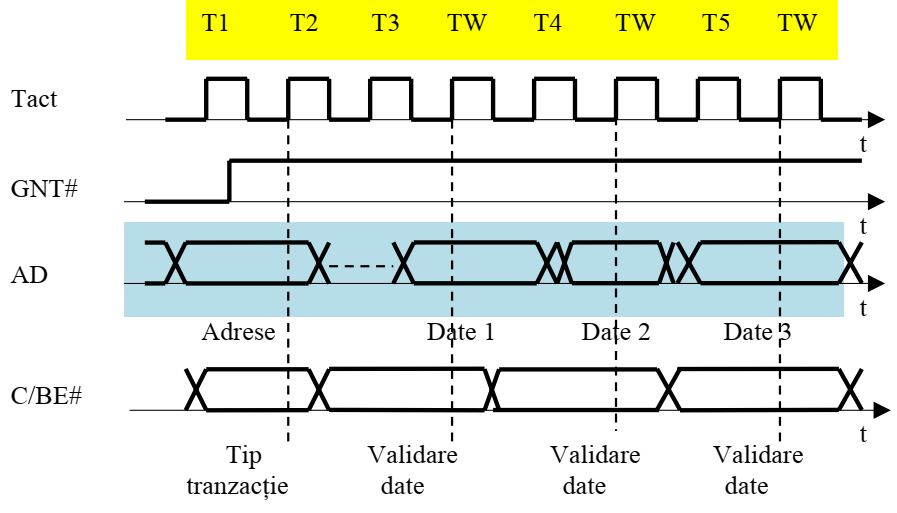 T1 T2 T3 TW T4 TW T5 TW
Tact
t
GNT#
t
AD
t
Adrese Date 1 Date 2 Date 3
C/BE#
t
Tip Validare Validare Validare
tranzacție date date date